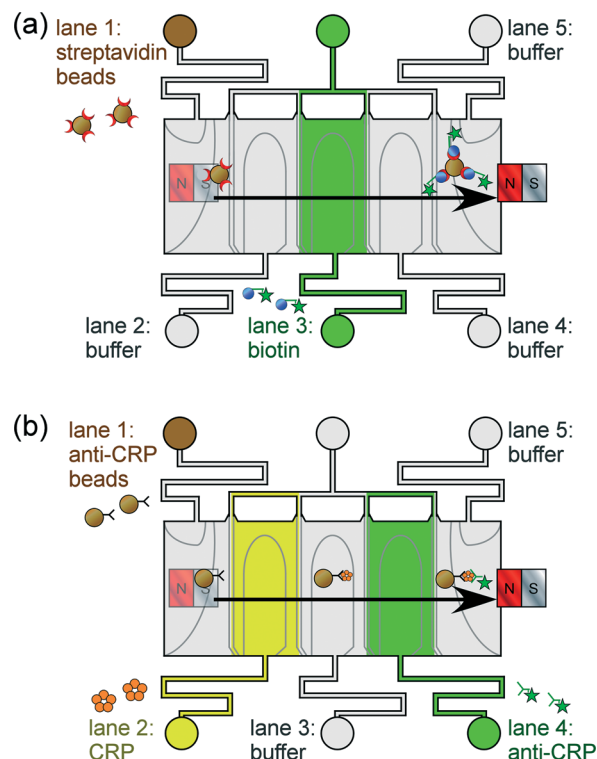 (a)
lane 1:
streptavidin
beads
lane 5:
buffer
N S
N S
lane 2:
buffer
lane 3:
biotin
lane 4:
buffer
(b)
lane 1:
anti-CRP
beads
lane 5:
buffer
N S
N S
lane 2:
CRP
lane 3:
buffer
lane 4:
anti-CRP